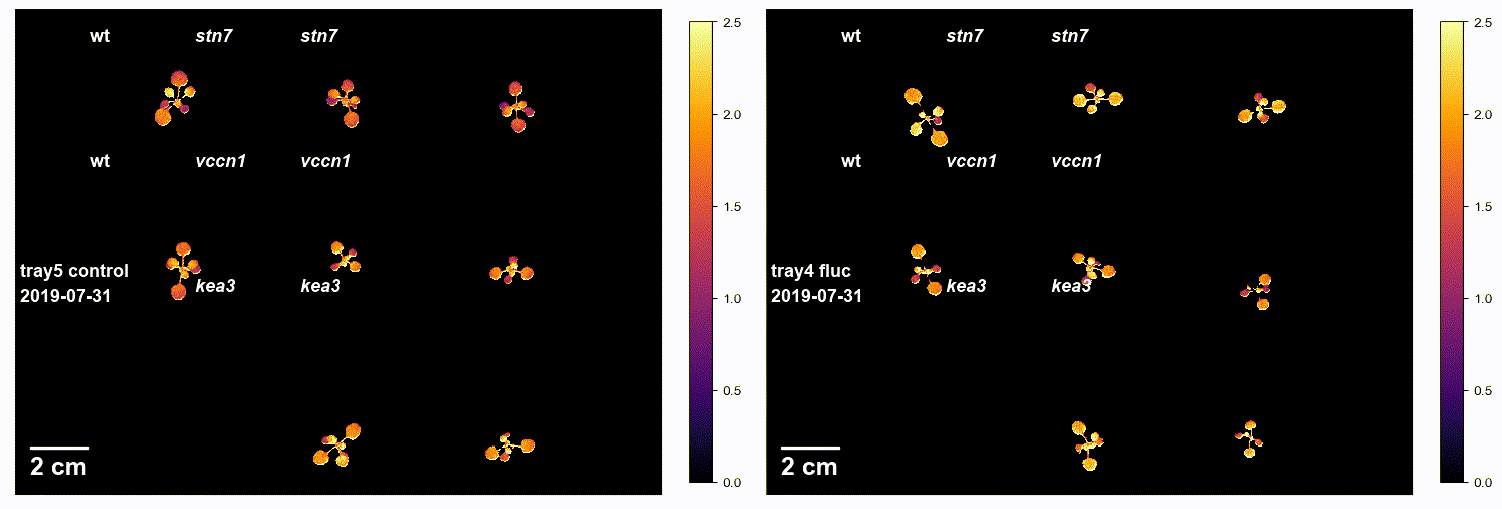 wt stn7 stn7
wt vccn1 vccn1
tray5 control
2019-07-31
kea3 kea3
2 cm
2.5
2.0
1.5
1.0
0.5
0.0
wt stn7 stn7
wt vccn1 vccn1
tray4 fluc
2019-07-31
kea3 kea3
2 cm
2.5
2.0
1.5
1.0
0.5
0.0